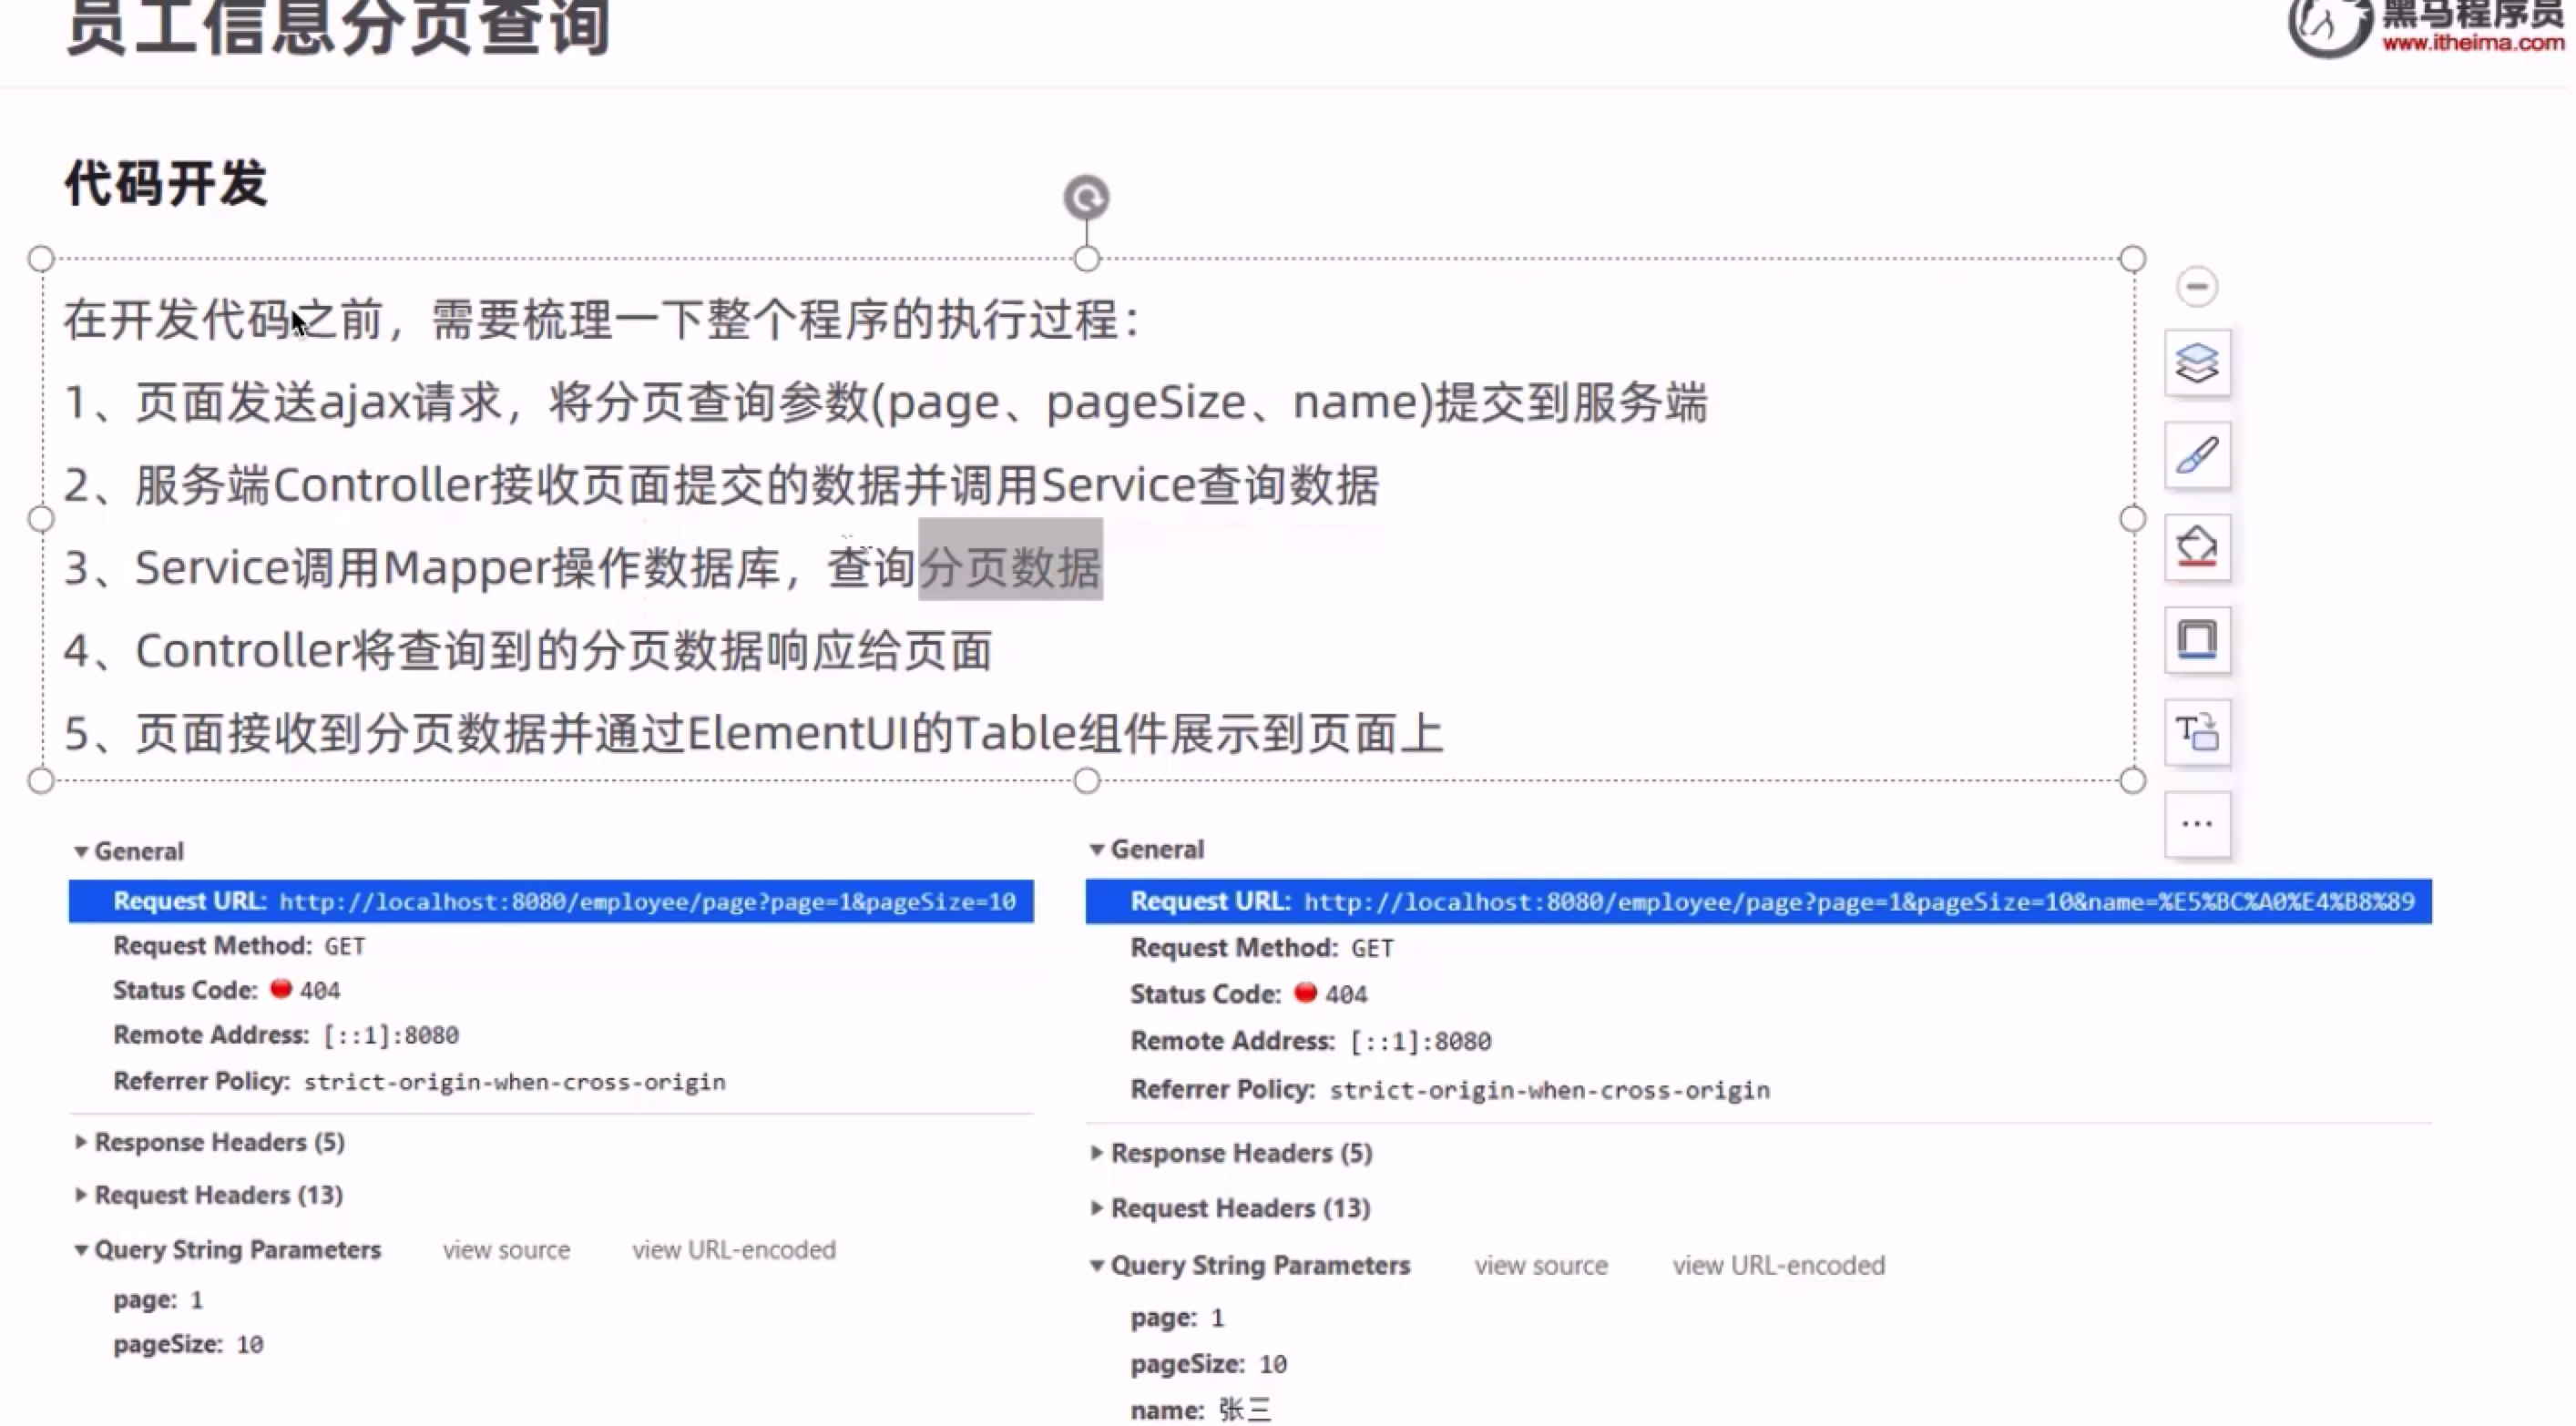 员工信息分页查询
黑马程序员
www.itheima.com
代码开发
在开发代码之前，需要梳理一下整个程序的执行过程：
1、页面发送ajax请求，将分页查询参数(page、pageSize、name)提交到服务端
2、服务端Controller接收页面提交的数据并调用Service查询数据
3、Service调用Mapper操作数据库，查询分页数据
4、Controller将查询到的分页数据响应给页面
5、页面接收到分页数据并通过ElementUI的Table组件展示到页面上
General
Request URL: http://localhost:8080/employee/page?page=1&pageSize=10
Request Method: GET
Status Code: 404
Remote Address: [::1]:8080
Referrer Policy: strict-origin-when-cross-origin
Response Headers (5)
Request Headers (13)
Query String Parameters view source view URL-encoded
page: 1
pageSize: 10
General
Request URL: http://localhost:8080/employee/page?page=1&pageSize=10&name=%E5%BC%A0%E4%B8%89
Request Method: GET
Status Code: 404
Remote Address: [::1]:8080
Referrer Policy: strict-origin-when-cross-origin
Response Headers (5)
Request Headers (13)
Query String Parameters view source view URL-encoded
page: 1
pageSize: 10
name: 张三